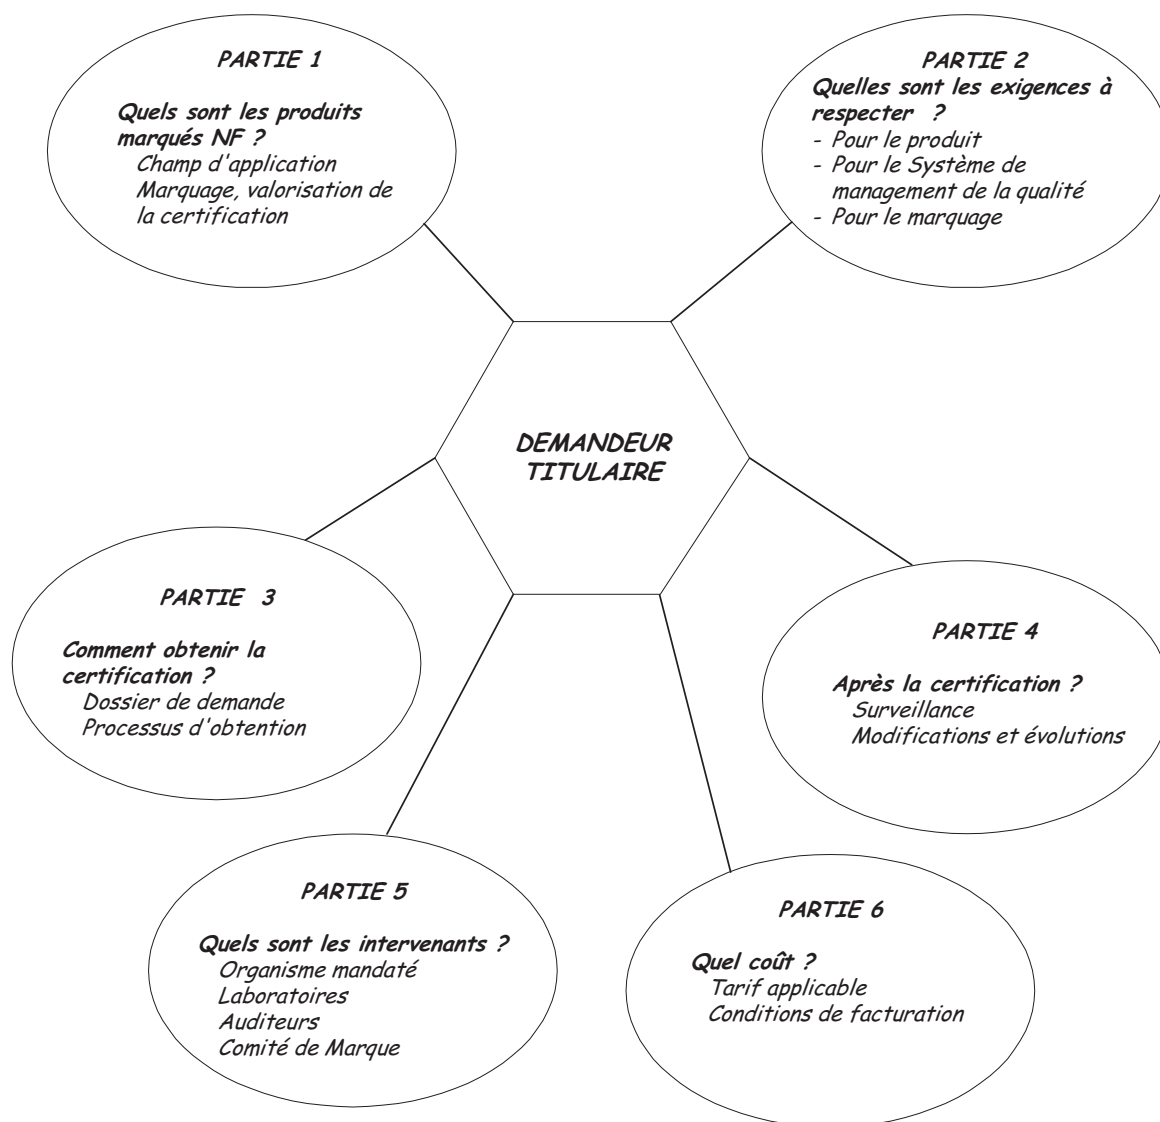 PARTIE 1
Quels sont les produits
marqués NF ?
Champ d'application
Marquage, valorisation de
la certification
PARTIE 2
Quelles sont les exigences à
respecter ?
- Pour le produit
- Pour le Système de
management de la qualité
- Pour le marquage
DEMANDEUR
TITULAIRE
PARTIE 3
Comment obtenir la
certification ?
Dossier de demande
Processus d'obtention
PARTIE 4
Après la certification ?
Surveillance
Modifications et évolutions
PARTIE 5
Quels sont les intervenants ?
Organisme mandaté
Laboratoires
Auditeurs
Comité de Marque
PARTIE 6
Quel coût ?
Tarif applicable
Conditions de facturation